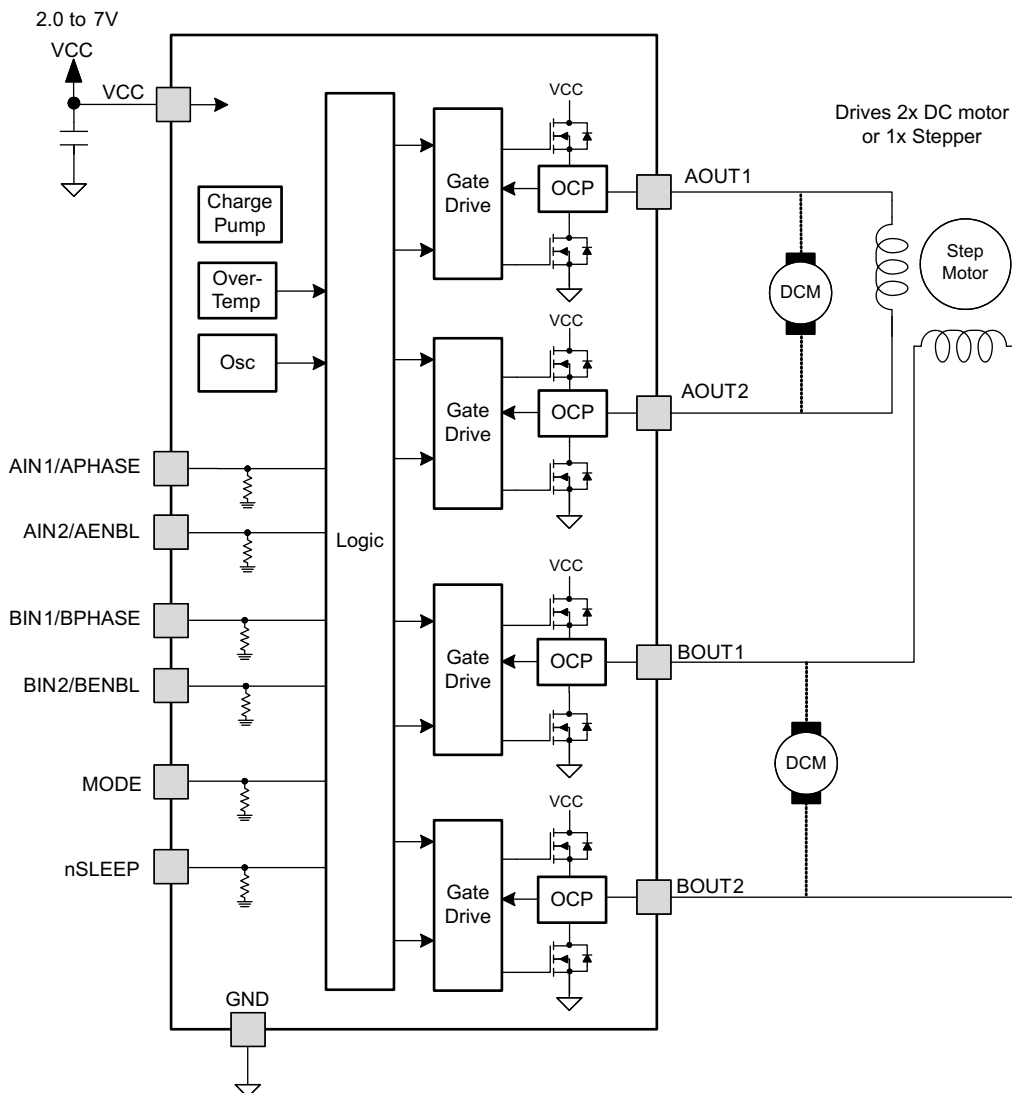 2.0 to 7V
VCC
VCC
Drives 2x DC motor
or 1x Stepper
Charge
Pump
Over-
Temp
Osc
Logic
AIN1/APHASE
AIN2/AENBL
BIN1/BPHASE
BIN2/BENBL
MODE
nSLEEP
GND
VCC
Gate
Drive
OCP
AOUT1
VCC
Gate
Drive
OCP
AOUT2
DCM
Step
Motor
VCC
Gate
Drive
OCP
BOUT1
VCC
Gate
Drive
OCP
BOUT2
DCM